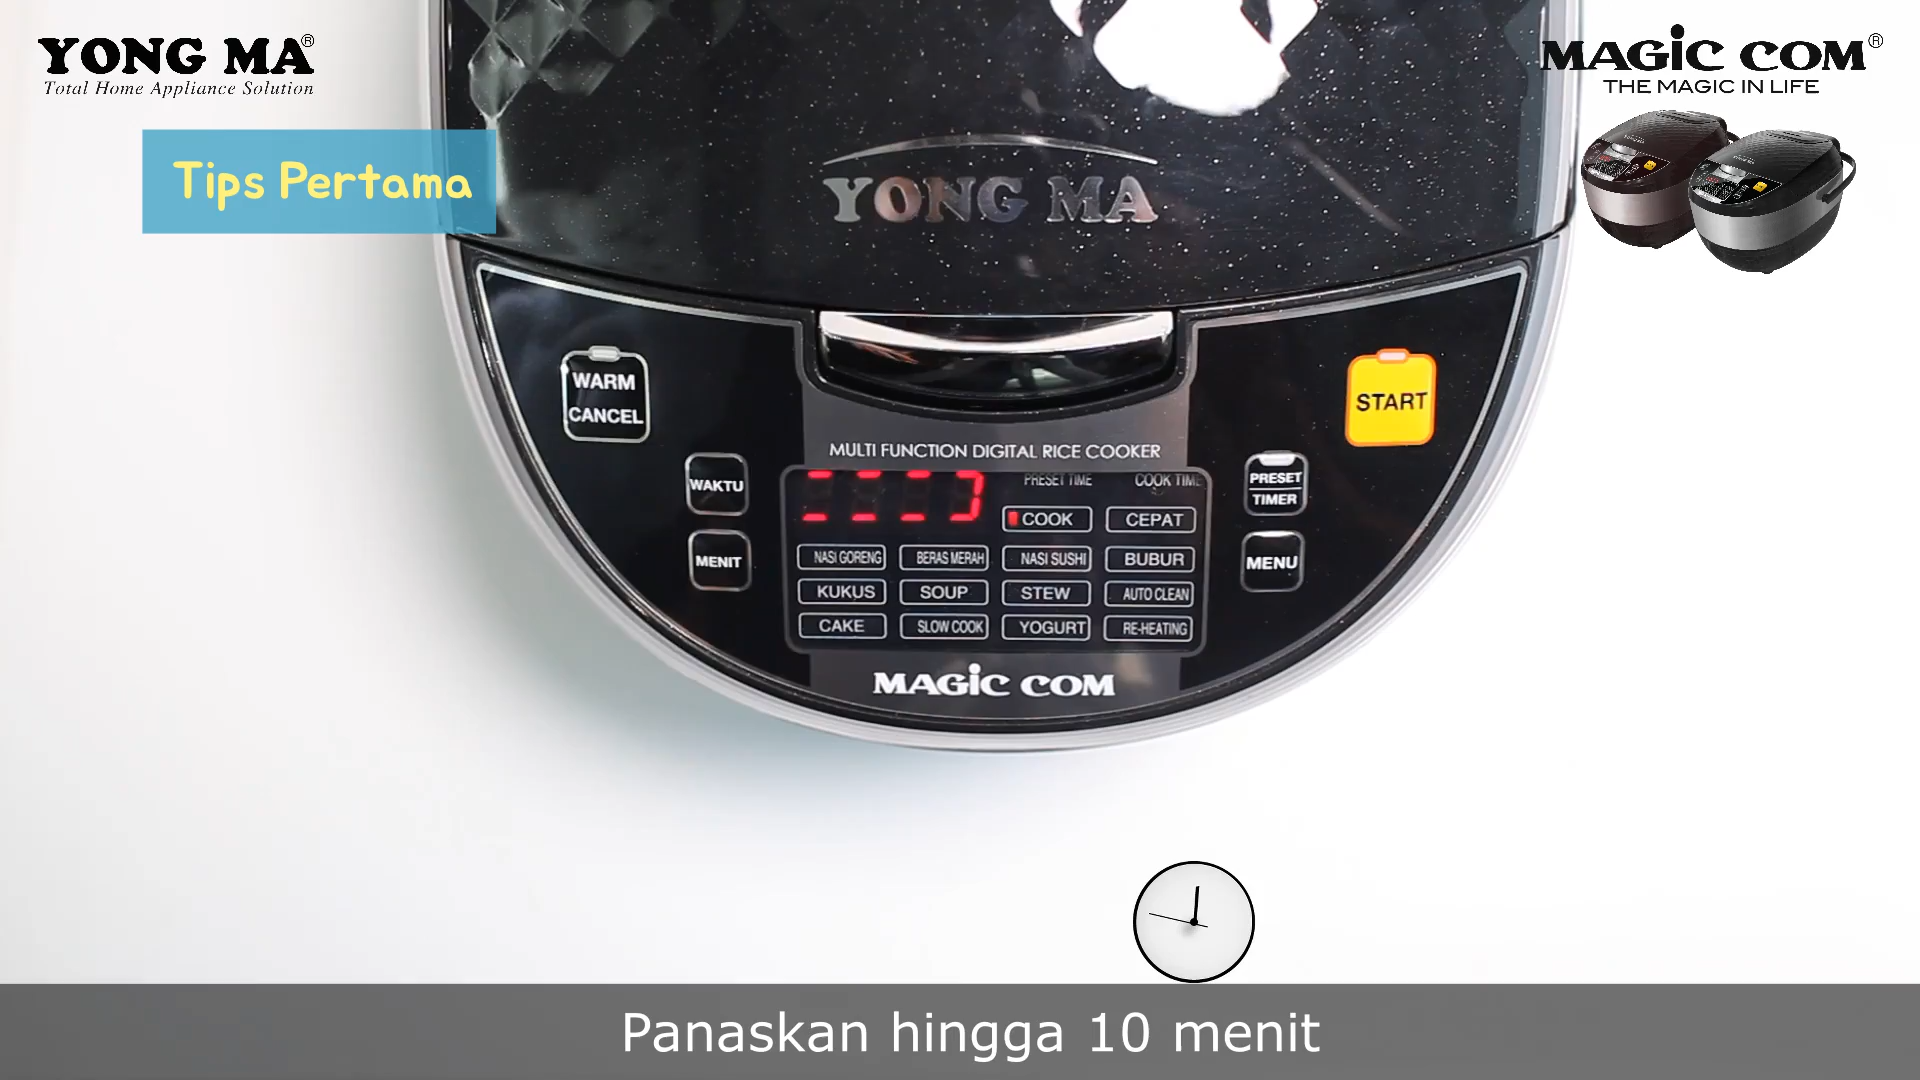 YONG MA®
Total Home Appliance Solution
MAGIC COM®
THE MAGIC IN LIFE
Tips Pertama
YONG MA
WARM
CANCEL
START
MULTI FUNCTION DIGITAL RICE COOKER
WAKTU
PRESET TIME
COOK TIME
PRESET
TIMER
COOK
CEPAT
MENIT
NASI GORENG
BERAS MERAH
NASI SUSHI
BUBUR
MENU
KUKUS
SOUP
STEW
AUTO CLEAN
CAKE
SLOW COOK
YOGURT
RE-HEATING
MAGIC COM
Panaskan hingga 10 menit